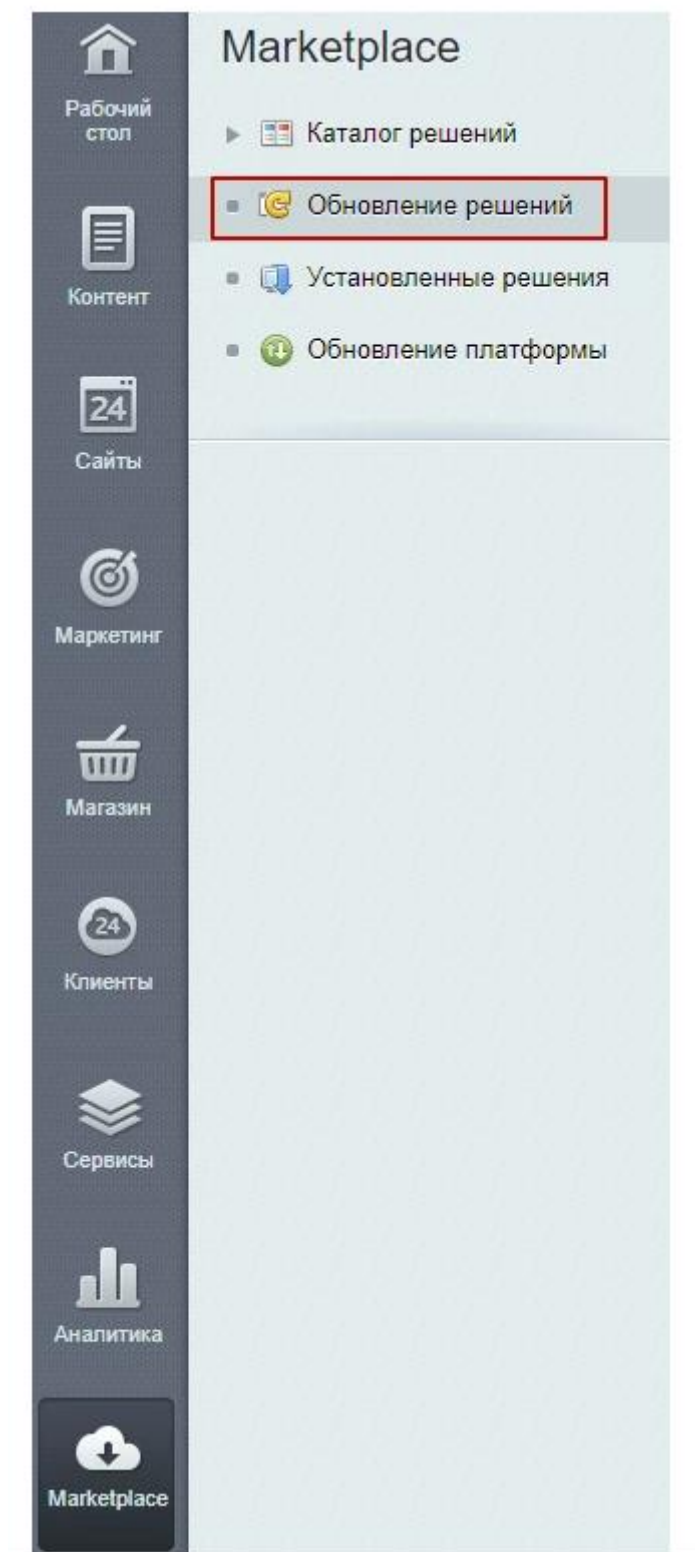 Рабочий
стол
Контент
24
Сайты
Маркетинг
Магазин
24
Клиенты
Сервисы
Аналитика
Marketplace
Marketplace
Каталог решений
Обновление решений
Установленные решения
Обновление платформы